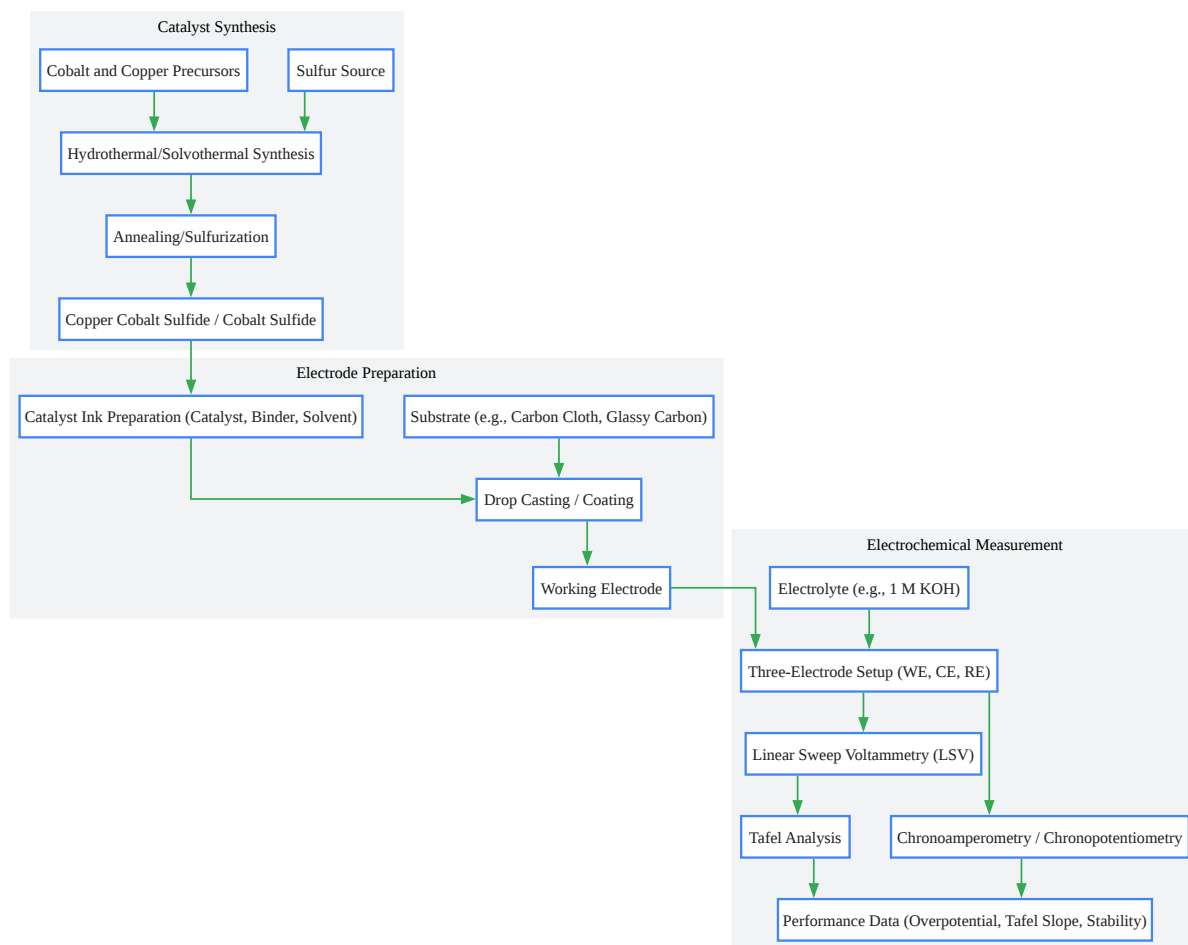 Catalyst Synthesis
Cobalt and Copper Precursors
Sulfur Source
Hydrothermal/Solvothermal Synthesis
Annealing/Sulfurization
Copper Cobalt Sulfide / Cobalt Sulfide
Electrode Preparation
Catalyst Ink Preparation (Catalyst, Binder, Solvent)
Substrate (e.g., Carbon Cloth, Glassy Carbon)
Drop Casting / Coating
Working Electrode
Electrochemical Measurement
Electrolyte (e.g., 1 M KOH)
Three-Electrode Setup (WE, CE, RE)
Linear Sweep Voltammetry (LSV)
Tafel Analysis
Chronoamperometry / Chronopotentiometry
Performance Data (Overpotential, Tafel Slope, Stability)